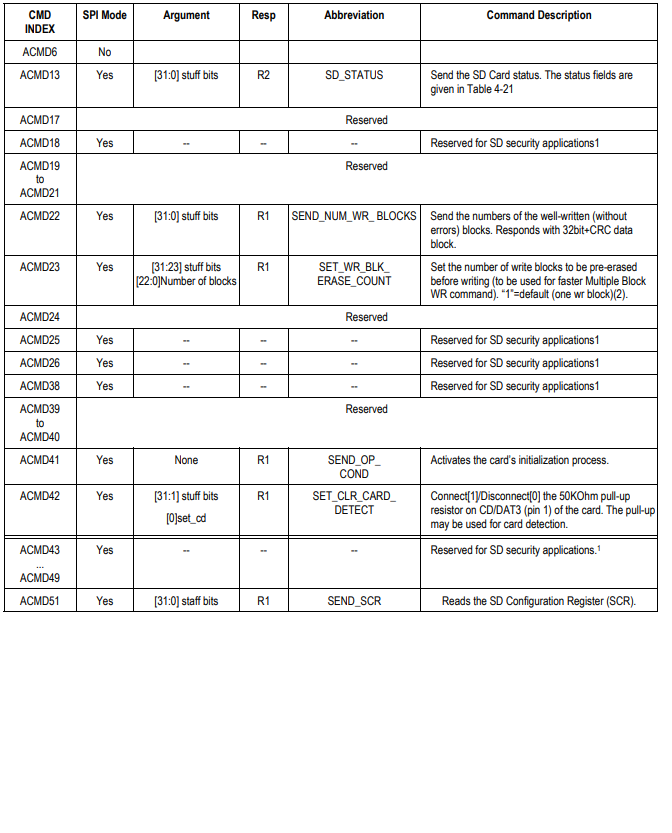 CMD INDEX SPI Mode Argument Resp Abbreviation Command Description
ACMD6 No
ACMD13 Yes [31:0] stuff bits R2 SD_STATUS Send the SD Card status. The status fields are
given in Table 4-21
ACMD17 Reserved
ACMD18 Yes -- -- -- Reserved for SD security applications1
ACMD19 Reserved
to
ACMD21
ACMD22 Yes [31:0] stuff bits R1 SEND_NUM_WR_ BLOCKS Send the numbers of the well-written (without
errors) blocks. Responds with 32bit+CRC data
block.
ACMD23 Yes [31:23] stuff bits R1 SET_WR_BLK_ Set the number of write blocks to be pre-erased
[22:0]Number of blocks ERASE_COUNT before writing (to be used for faster Multiple Block
WR command). “1”=default (one wr block)(2).
ACMD24 Reserved
ACMD25 Yes -- -- -- Reserved for SD security applications1
ACMD26 Yes -- -- -- Reserved for SD security applications1
ACMD38 Yes -- -- -- Reserved for SD security applications1
ACMD39 Reserved
to
ACMD40
ACMD41 Yes None R1 SEND_OP_ Activates the card’s initialization process.
COND
ACMD42 Yes [31:1] stuff bits R1 SET_CLR_CARD_ Connect[1]/Disconnect[0] the 50KOhm pull-up
[0]set_cd DETECT resistor on CD/DAT3 (pin 1) of the card. The pull-up
may be used for card detection.
ACMD43 Yes -- -- -- Reserved for SD security applications.1
...
ACMD49
ACMD51 Yes [31:0] staff bits R1 SEND_SCR Reads the SD Configuration Register (SCR).